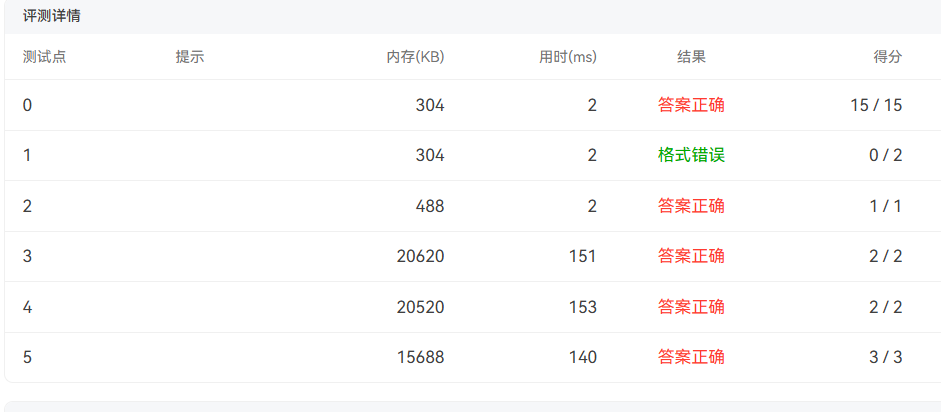 评测详情
测试点 提示 内存(KB) 用时(ms) 结果 得分
0 304 2 答案正确 15 / 15
1 304 2 格式错误 0 / 2
2 488 2 答案正确 1 / 1
3 20620 151 答案正确 2 / 2
4 20520 153 答案正确 2 / 2
5 15688 140 答案正确 3 / 3